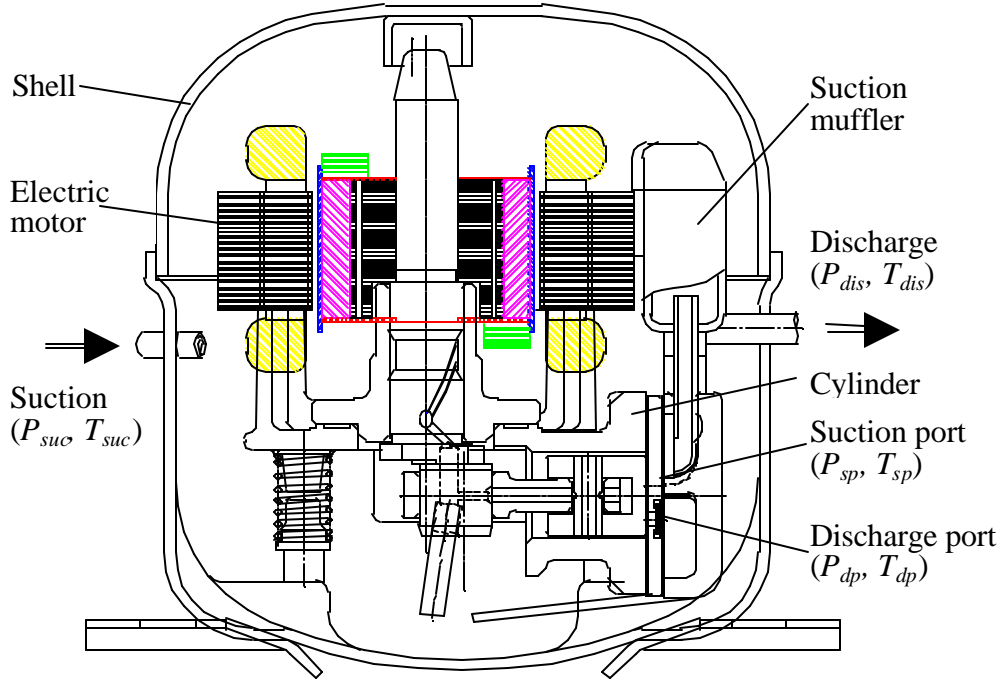 Shell
Electric
motor
Suction
(Psuc, Tsuc)
Suction
muffler
Discharge
(Pdis, Tdis)
Cylinder
Suction port
(Psp, Tsp)
Discharge port
(Pdp, Tdp)